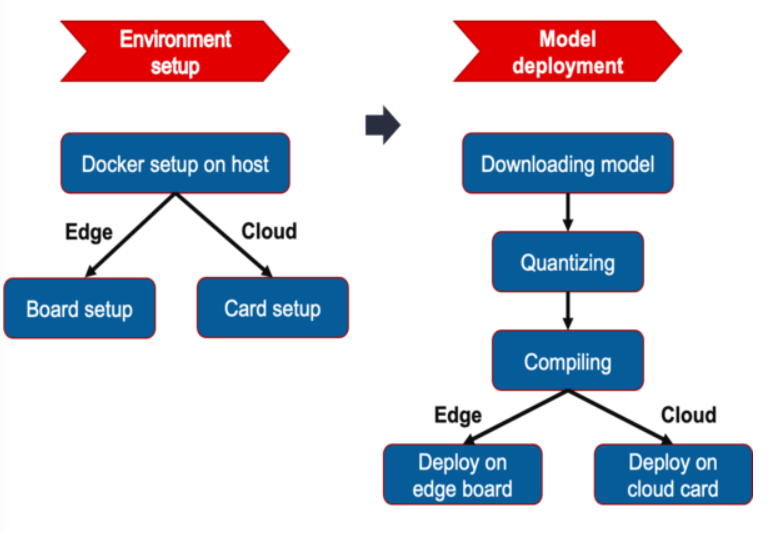 Environment
setup
Model
deployment
Docker setup on host
Edge
Cloud
Board setup
Card setup
Downloading model
Quantizing
Compiling
Edge
Cloud
Deploy on
edge board
Deploy on
cloud card